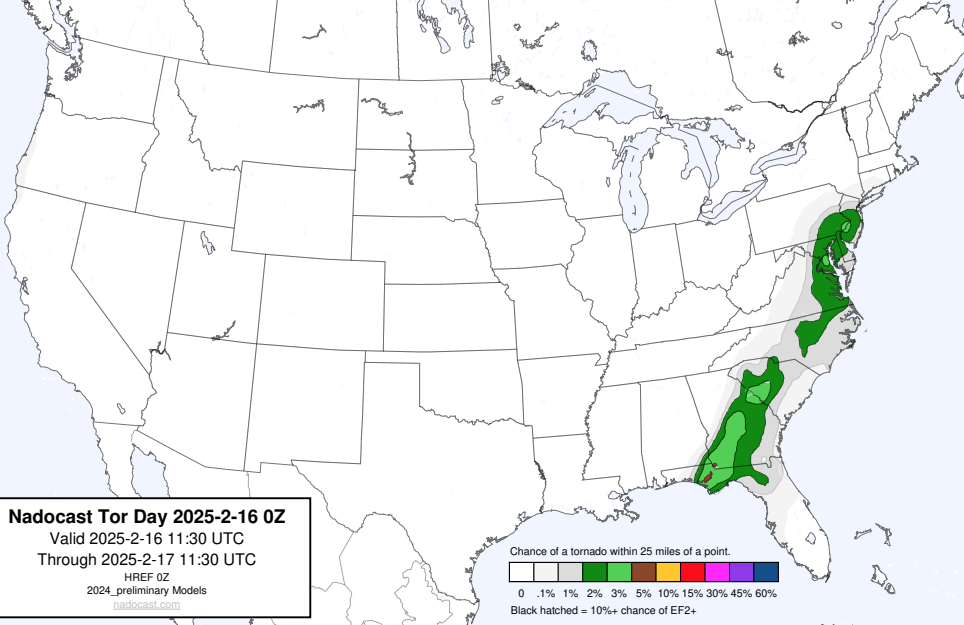 Nadocast Tor Day 2025-2-16 0Z
Valid 2025-2-16 11:30 UTC
Through 2025-2-17 11:30 UTC
HREF 0Z
2024_preliminary Models
nadocast.com
Chance of a tornado within 25 miles of a point.
0 .1% 1% 2% 3% 5% 10% 15% 30% 45% 60%
Black hatched = 10%+ chance of EF2+